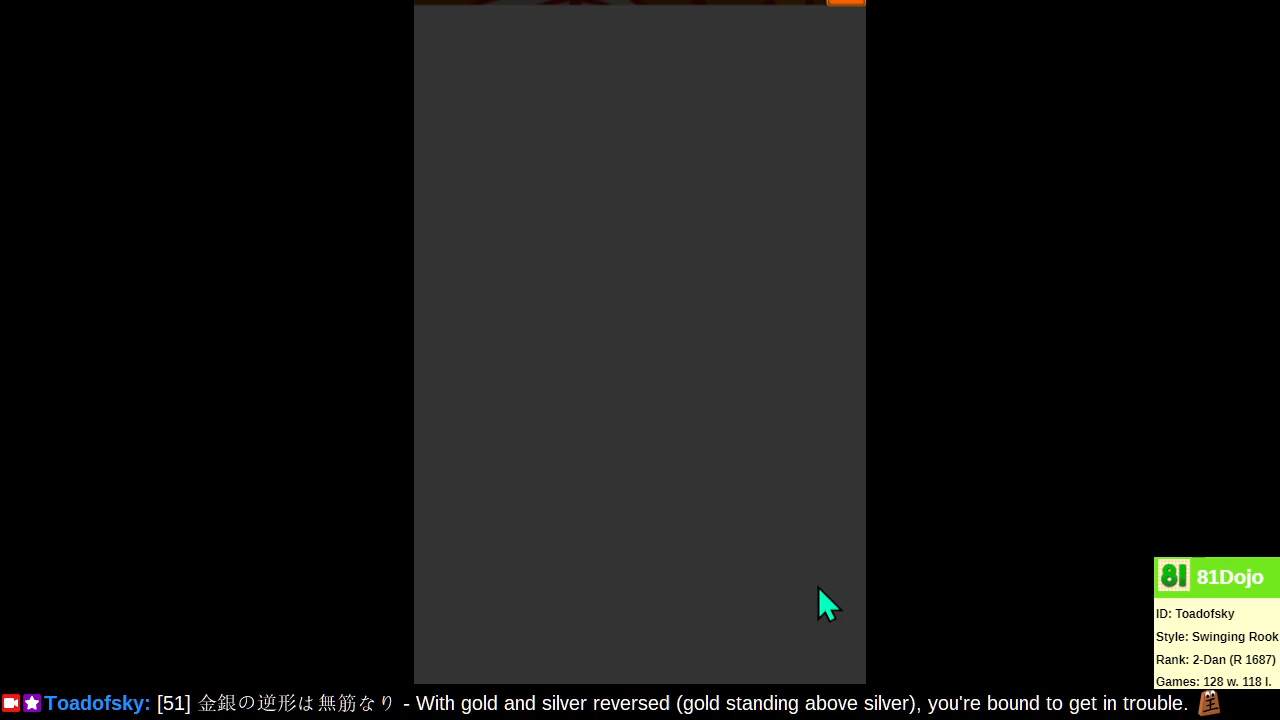 81 81Dojo
ID: Toadofsky
Style: Swinging Rook
Rank: 2-Dan (R 1687)
Games: 128 w. 118 l.
Toadofsky: [51] 金銀の逆形は無筋なり - With gold and silver reversed (gold standing above silver), you're bound to get in trouble.